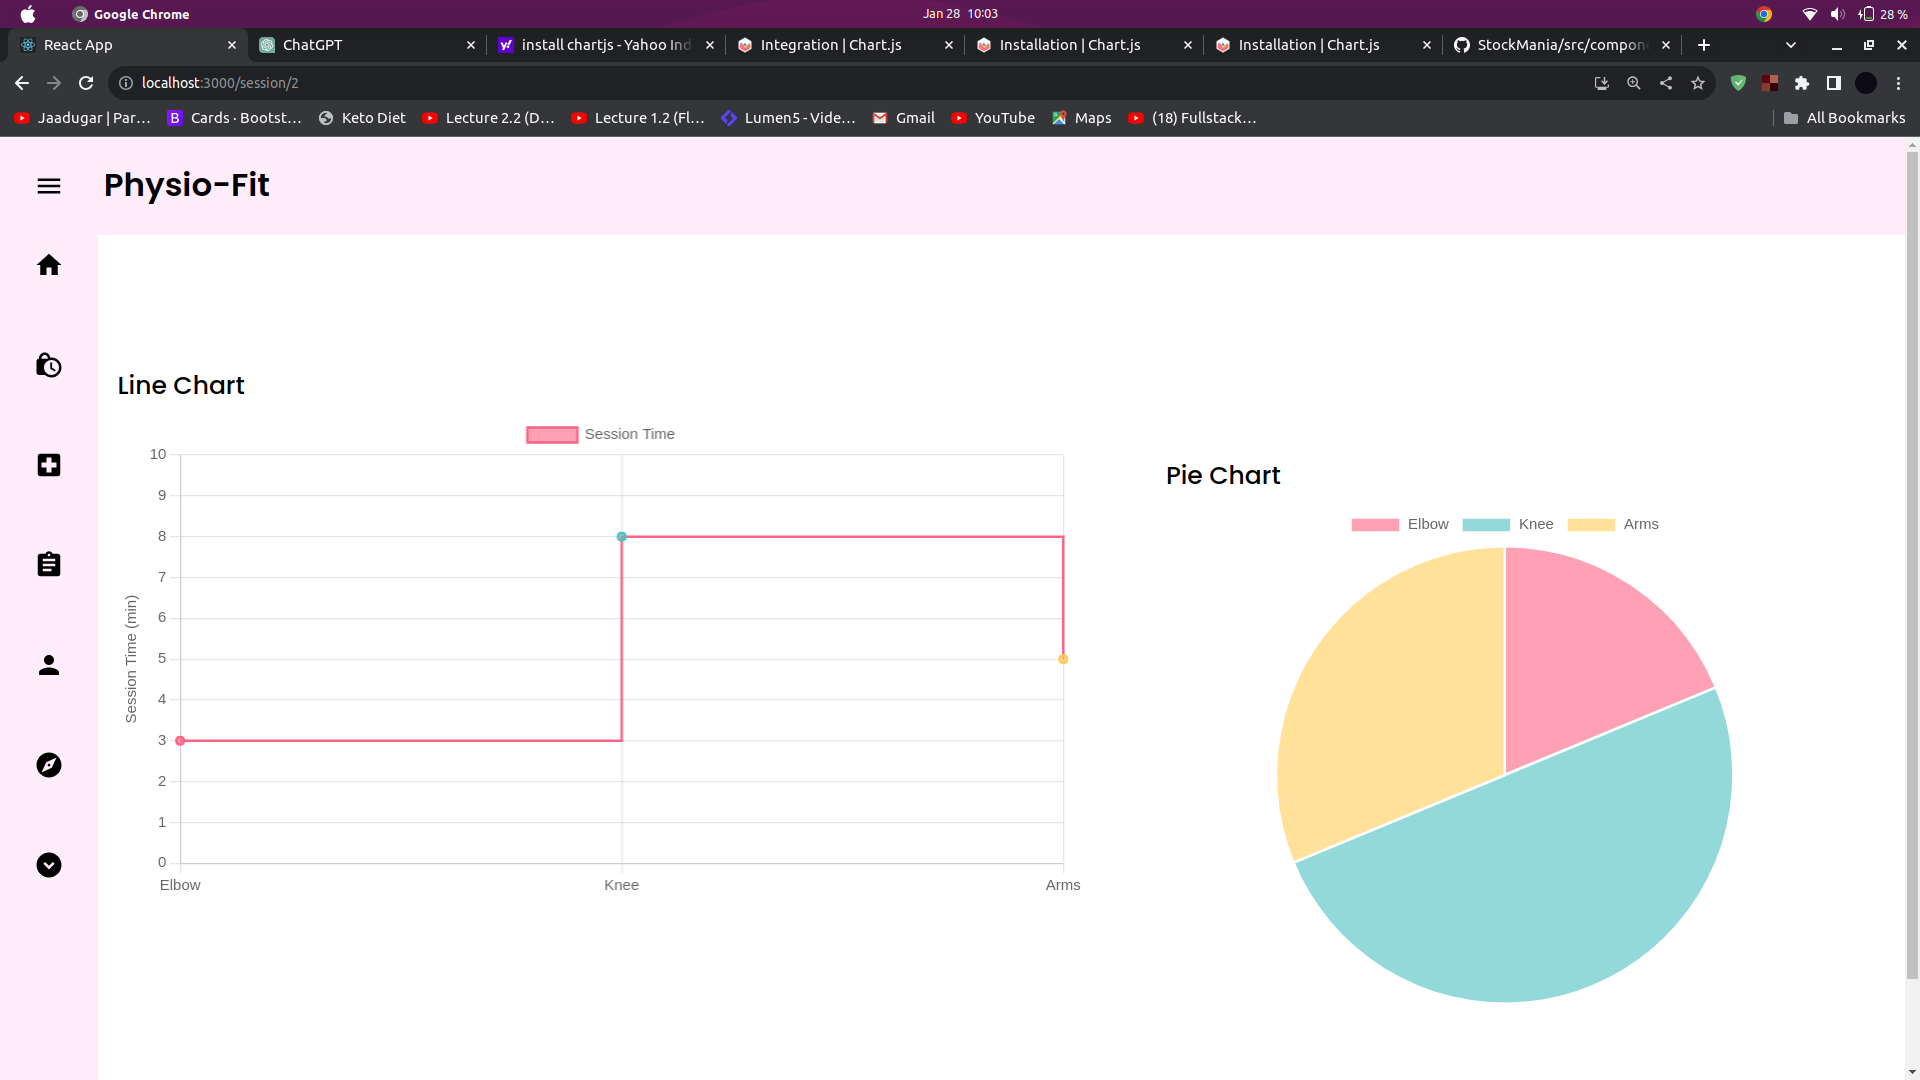 Google Chrome
Jan 28 10:03
28 %
React App
ChatGPT
install chartjs - Yahoo Ind
Integration | Chart.js
Installation | Chart.js
Installation | Chart.js
StockMania/src/compon
localhost:3000/session/2
Jaadugar | Par…
Cards · Bootst…
Keto Diet
Lecture 2.2 (D…
Lecture 1.2 (Fl…
Lumen5 - Vide…
Gmail
YouTube
Maps
(18) Fullstack…
All Bookmarks
Physio-Fit
Line Chart
Session Time
10
9
8
7
6
5
4
3
2
1
0
Session Time (min)
Elbow
Knee
Arms
Pie Chart
Elbow
Knee
Arms